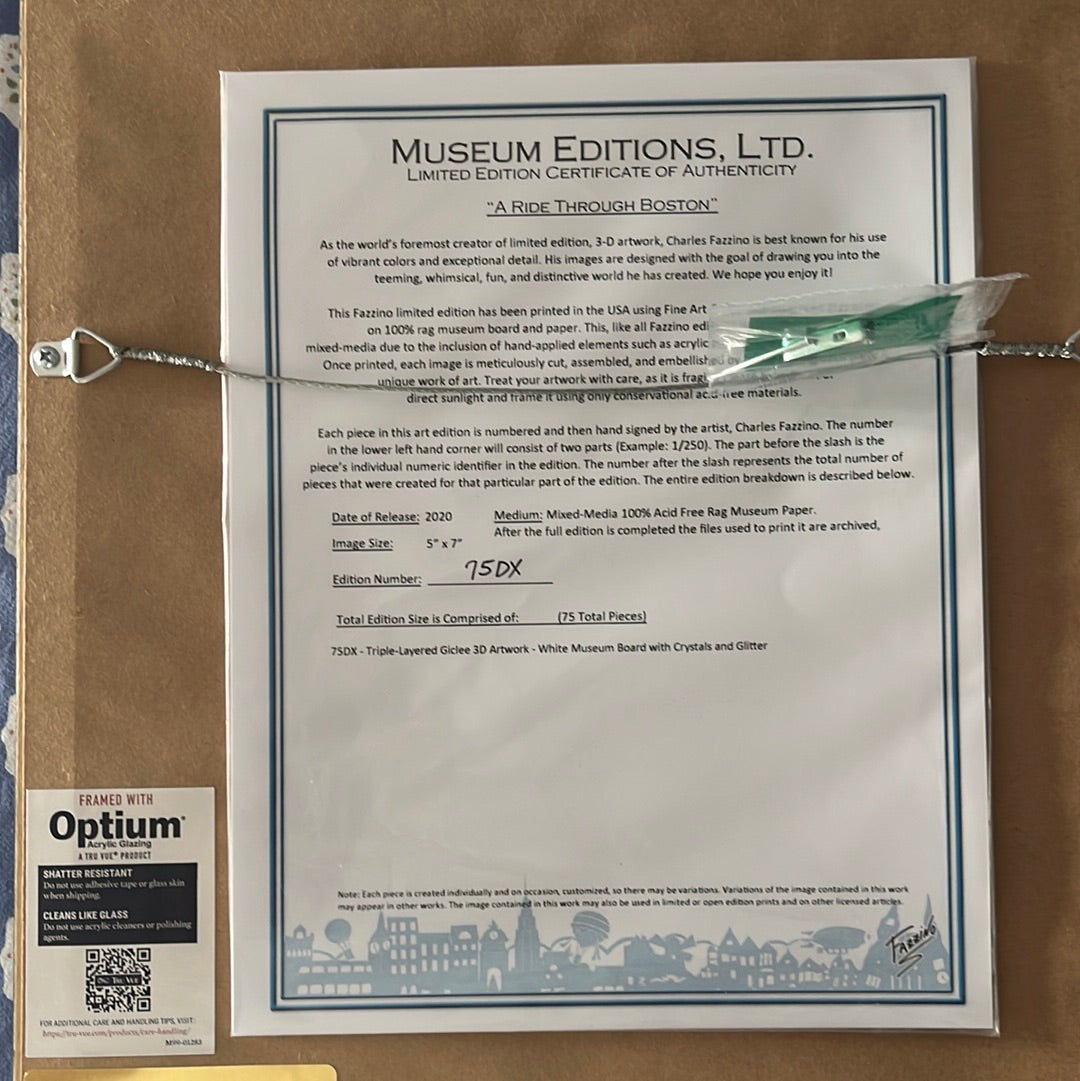 MUSEUM EDITIONS, LTD.
LIMITED EDITION CERTIFICATE OF AUTHENTICITY
"A RIDE THROUGH BOSTON"
As the world's foremost creator of limited edition, 3-D artwork, Charles Fazzino is best known for his use
of vibrant colors and exceptional detail. His images are designed with the goal of drawing you into the
teeming, whimsical, fun, and distinctive world he has created. We hope you enjoy it!
This Fazzino limited edition has been printed in the USA using Fine Art
on 100% rag museum board and paper. This, like all Fazzino
mixed-media due to the inclusion of hand-applied elements such as acrylic
Once printed, each image is meticulously cut, assembled, and embellished
unique work of art. Treat your artwork with care, as it is
direct sunlight and frame it using only conservational acid-free materials.
Each piece in this art edition is numbered and then hand signed by the artist, Charles Fazzino. The number
in the lower left hand corner will consist of two parts (Example: 1/250). The part before the slash is the
piece's individual numeric identifier in the edition. The number after the slash represents the total number of
pieces that were created for that particular part of the edition. The entire edition breakdown is described below.
Date of Release: 2020 Medium: Mixed-Media 100% Acid Free Rag Museum Paper.
After the full edition is completed the files used to print it are archived,
Image Size: 5" x 7"
Edition Number: 75DX
Total Edition Size is Comprised of: (75 Total Pieces)
75DX - Triple-Layered Giclee 3D Artwork - White Museum Board with Crystals and Glitter
Note: Each piece is created individually and on occasion, customized, so there may be variations. Variations of the image contained in this work
may appear in other works. The image contained in this work may also be used in limited or open edition prints and on other licensed articles.
FAZZINO
FRAMED WITH
Optium®
Acrylic Glazing
A TRU VUE® PRODUCT
SHATTER RESISTANT
Do not use adhesive tape or glass skin
when shipping.
CLEANS LIKE GLASS
Do not use acrylic cleaners or polishing
agents.
TRU VUE
FOR ADDITIONAL CARE AND HANDLING TIPS, VISIT:
https://tru-vue.com/products/care-handling/
M99-01283